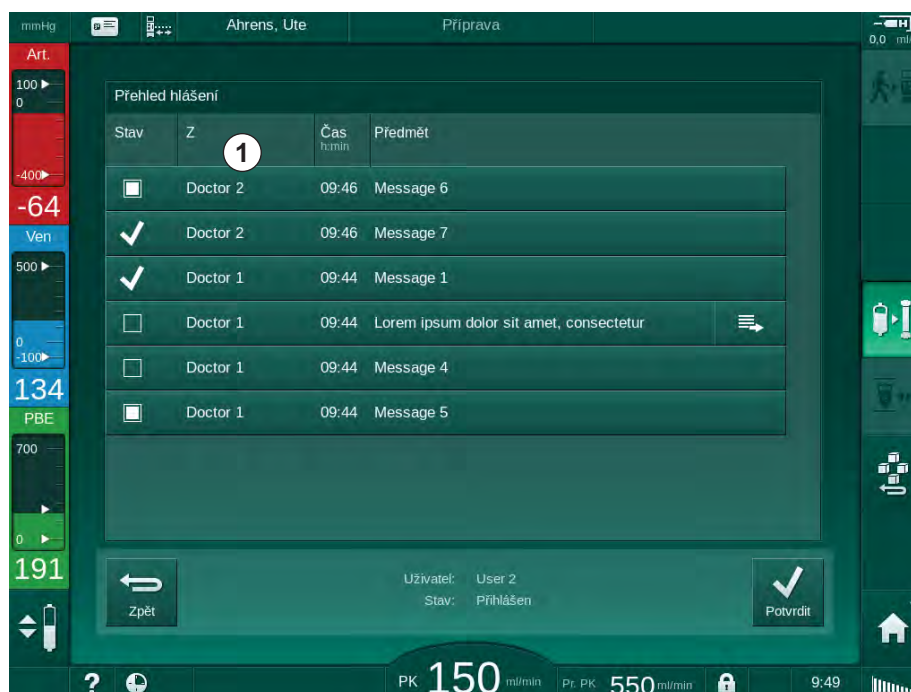 mmHg
Ahrens, Ute
Příprava
0,0 ml/
Art.
100
0
-400
-64
Ven
500
0
-100
134
PBE
700
0
191
Přehled hlášení
Stav Z Čas Předmět
h:min
1
Doctor 2 09:46 Message 6
Doctor 2 09:46 Message 7
Doctor 1 09:44 Message 1
Doctor 1 09:44 Lorem ipsum dolor sit amet, consectetur
Doctor 1 09:44 Message 4
Doctor 1 09:44 Message 5
Zpět
Uživatel: User 2
Stav: Přihlášen
Potvrdit
? PK 150 ml/min Pr. PK 550 ml/min 9:49